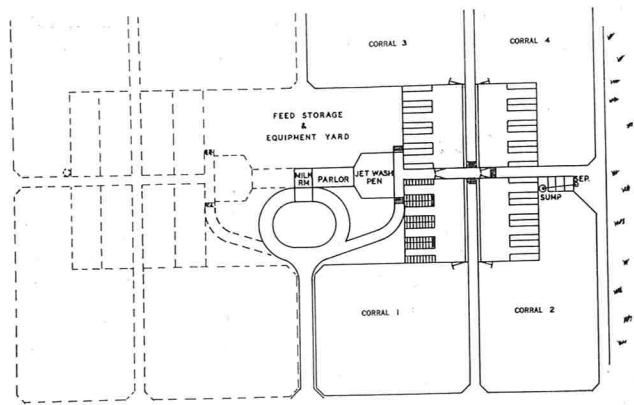 CORRAL 3
CORRAL 4
FEED STORAGE
&
EQUIPMENT YARD
MILK
RM
PARLOR
JET WASH
PEN
SEP.
SUMP
CORRAL 1
CORRAL 2